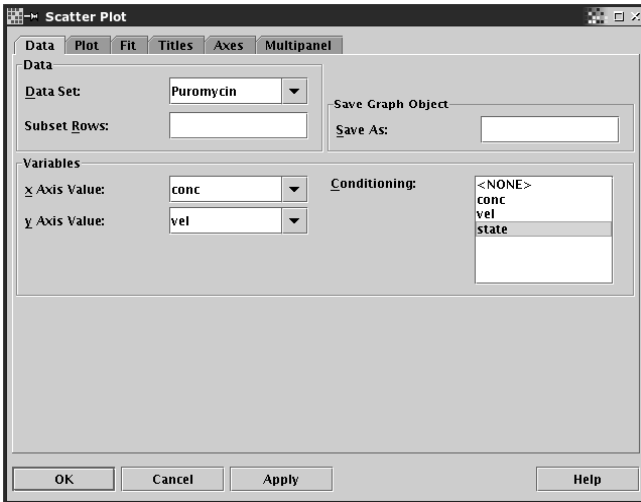 Scatter Plot
Data Plot Fit Titles Axes Multipanel
Data
Data Set: Puromycin
Subset Rows:
Save Graph Object
Save As:
Variables
x Axis Value: conc
y Axis Value: vel
Conditioning:
<NONE>
conc
vel
state
OK Cancel Apply Help